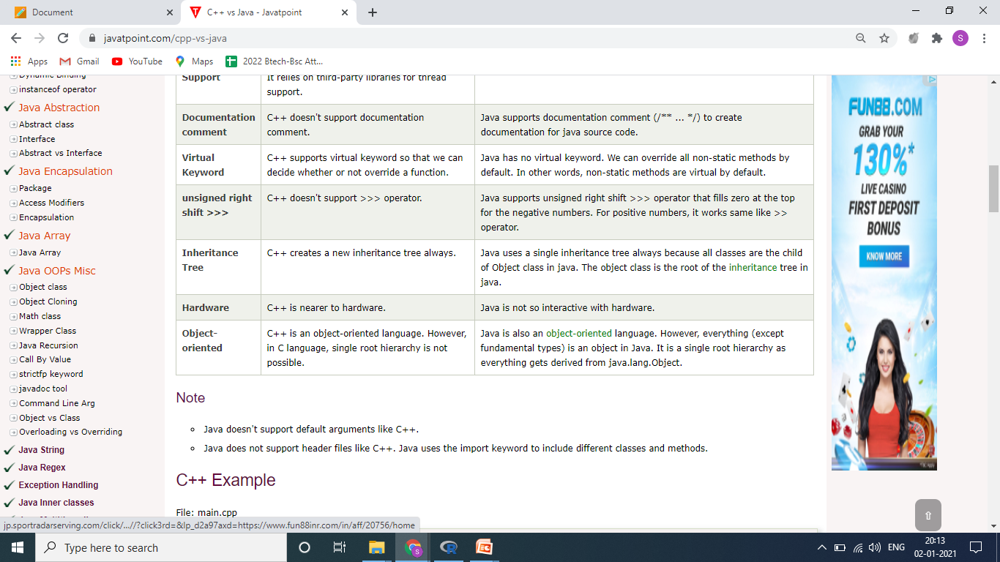 Document
C++ vs Java - Javatpoint
javatpoint.com/cpp-vs-java
S
Apps
Gmail
YouTube
Maps
2022 Btech-Bsc Att...
Dynamic Binding
instanceof operator
Java Abstraction
Abstract class
Interface
Abstract vs Interface
Java Encapsulation
Package
Access Modifiers
Encapsulation
Java Array
Java Array
Java OOPs Misc
Object class
Object Cloning
Math class
Wrapper Class
Java Recursion
Call By Value
strictfp keyword
javadoc tool
Command Line Arg
Object vs Class
Overloading vs Overriding
Java String
Java Regex
Exception Handling
Java Inner classes
Support
It relies on third-party libraries for thread
support.
Documentation
comment
C++ doesn't support documentation
comment.
Java supports documentation comment (/** ... */) to create
documentation for java source code.
Virtual
Keyword
C++ supports virtual keyword so that we can
decide whether or not override a function.
Java has no virtual keyword. We can override all non-static methods by
default. In other words, non-static methods are virtual by default.
unsigned right
shift >>>
C++ doesn't support >>> operator.
Java supports unsigned right shift >>> operator that fills zero at the top
for the negative numbers. For positive numbers, it works same like >>
operator.
Inheritance
Tree
C++ creates a new inheritance tree always.
Java uses a single inheritance tree always because all classes are the child
of Object class in java. The object class is the root of the inheritance tree in
java.
Hardware
C++ is nearer to hardware.
Java is not so interactive with hardware.
Object-
oriented
C++ is an object-oriented language. However,
in C language, single root hierarchy is not
possible.
Java is also an object-oriented language. However, everything (except
fundamental types) is an object in Java. It is a single root hierarchy as
everything gets derived from java.lang.Object.
Note
Java doesn't support default arguments like C++.
Java does not support header files like C++. Java uses the import keyword to include different classes and methods.
C++ Example
File: main.cpp
FUN88.COM
GRAB YOUR
130%*
LIVE CASINO
FIRST DEPOSIT
BONUS
KNOW MORE
jp.sportradarserving.com/click/...//?click3rd=&lp_d2a97axd=https://www.fun88inr.com/in/aff/20756/home
Type here to search
S
R
ENG
20:13
02-01-2021